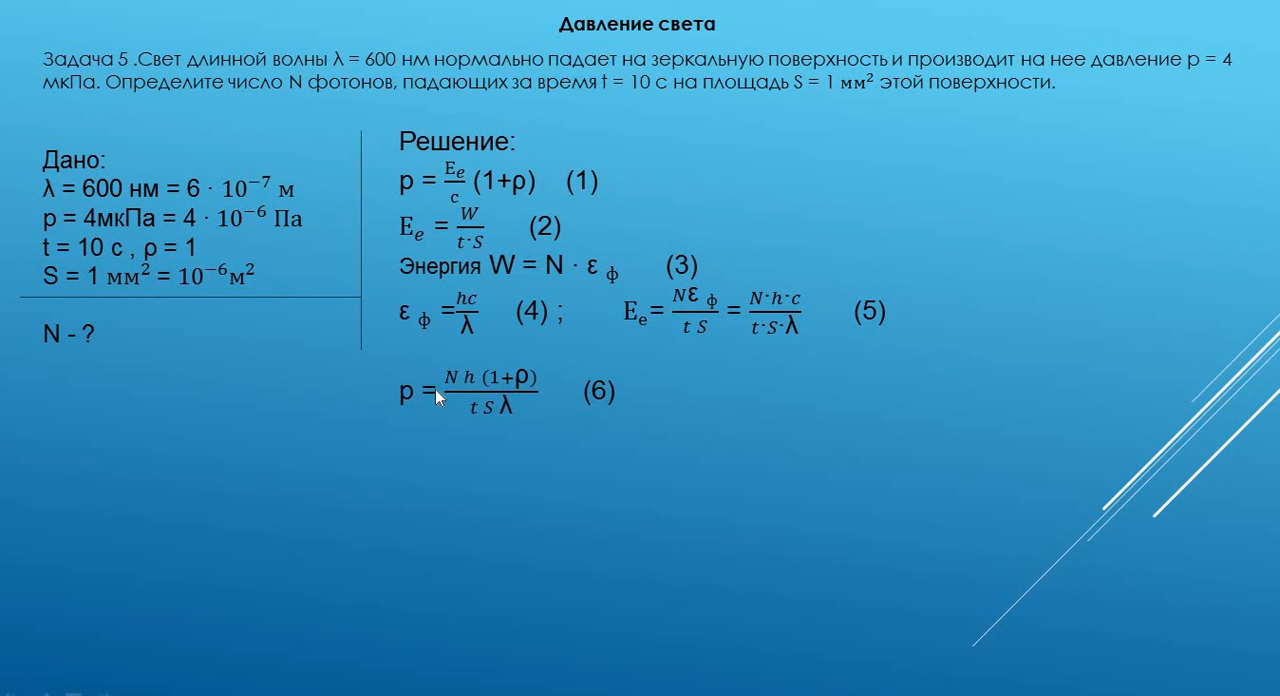 Давление света
Задача 5 .Свет длинной волны λ = 600 нм нормально падает на зеркальную поверхность и производит на нее давление p = 4
мкПа. Определите число N фотонов, падающих за время t = 10 с на площадь S = 1 мм² этой поверхности.
Дано:
λ = 600 нм = 6 · 10⁻⁷ м
p = 4мкПа = 4 · 10⁻⁶ Па
t = 10 с , ρ = 1
S = 1 мм² = 10⁻⁶м²
N - ?
Решение:
p = Eₑ/c (1+ρ) (1)
Eₑ = W/(t·S) (2)
Энергия W = N · ε ф (3)
ε ф = hc/λ (4) ; Eₑ= Nε ф/(t S) = N·h·c/(t·S·λ) (5)
p = N h (1+ρ)/(t S λ) (6)